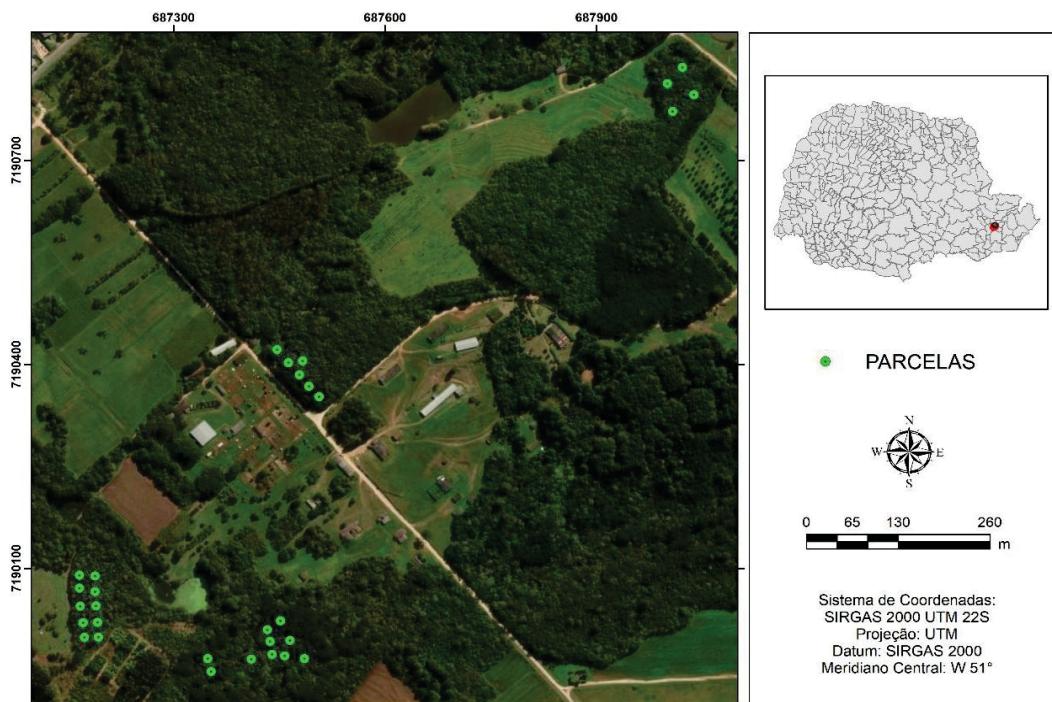 687300 687600 687900
7190700
7190400
7190100
PARCELAS
N
W E
S
0 65 130 260
m
Sistema de Coordenadas:
SIRGAS 2000 UTM 22S
Projeção: UTM
Datum: SIRGAS 2000
Meridiano Central: W 51°